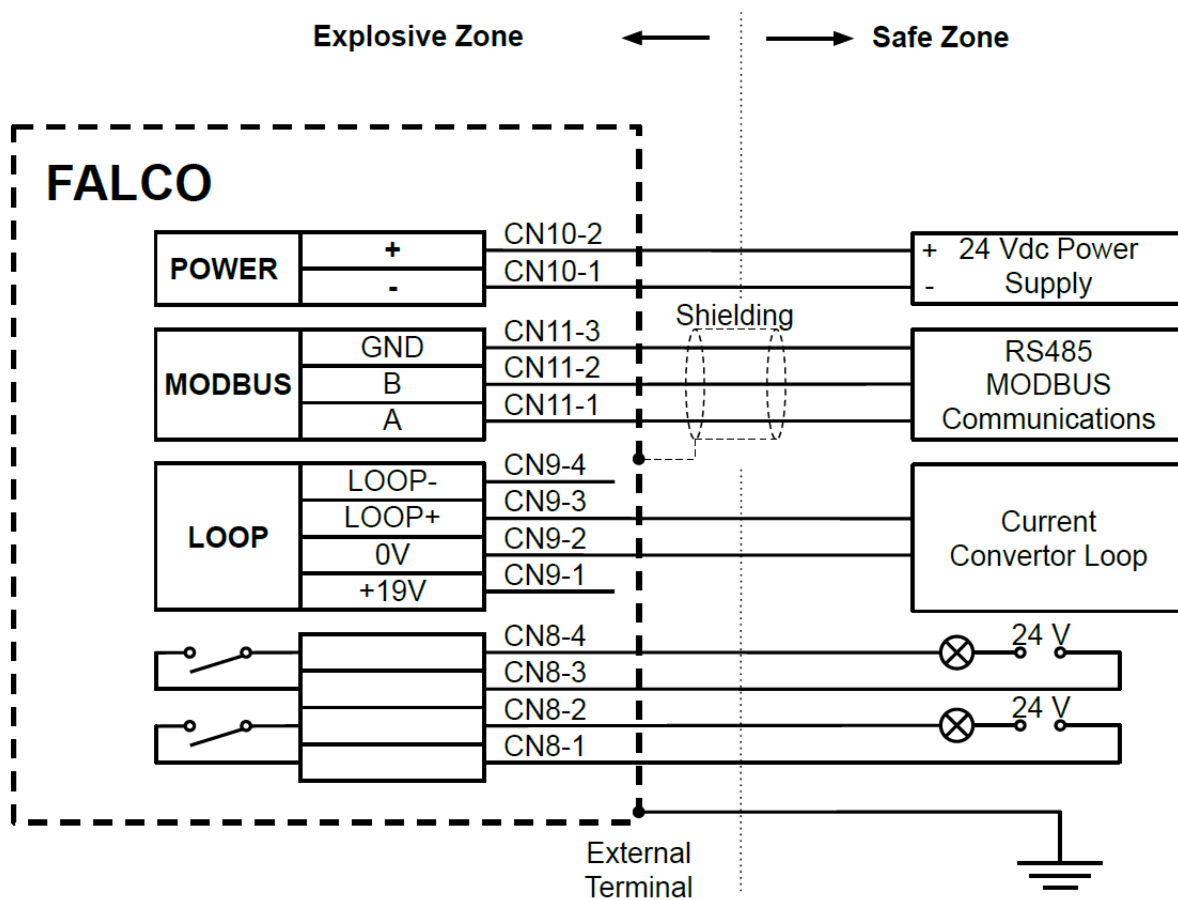 Explosive Zone
Safe Zone
FALCO
POWER
+
-
CN10-2
CN10-1
+ 24 Vdc Power
- Supply
Shielding
MODBUS
GND
B
A
CN11-3
CN11-2
CN11-1
RS485
MODBUS
Communications
LOOP
LOOP-
LOOP+
0V
+19V
CN9-4
CN9-3
CN9-2
CN9-1
Current
Convertor Loop
CN8-4
CN8-3
CN8-2
CN8-1
24 V
24 V
External
Terminal